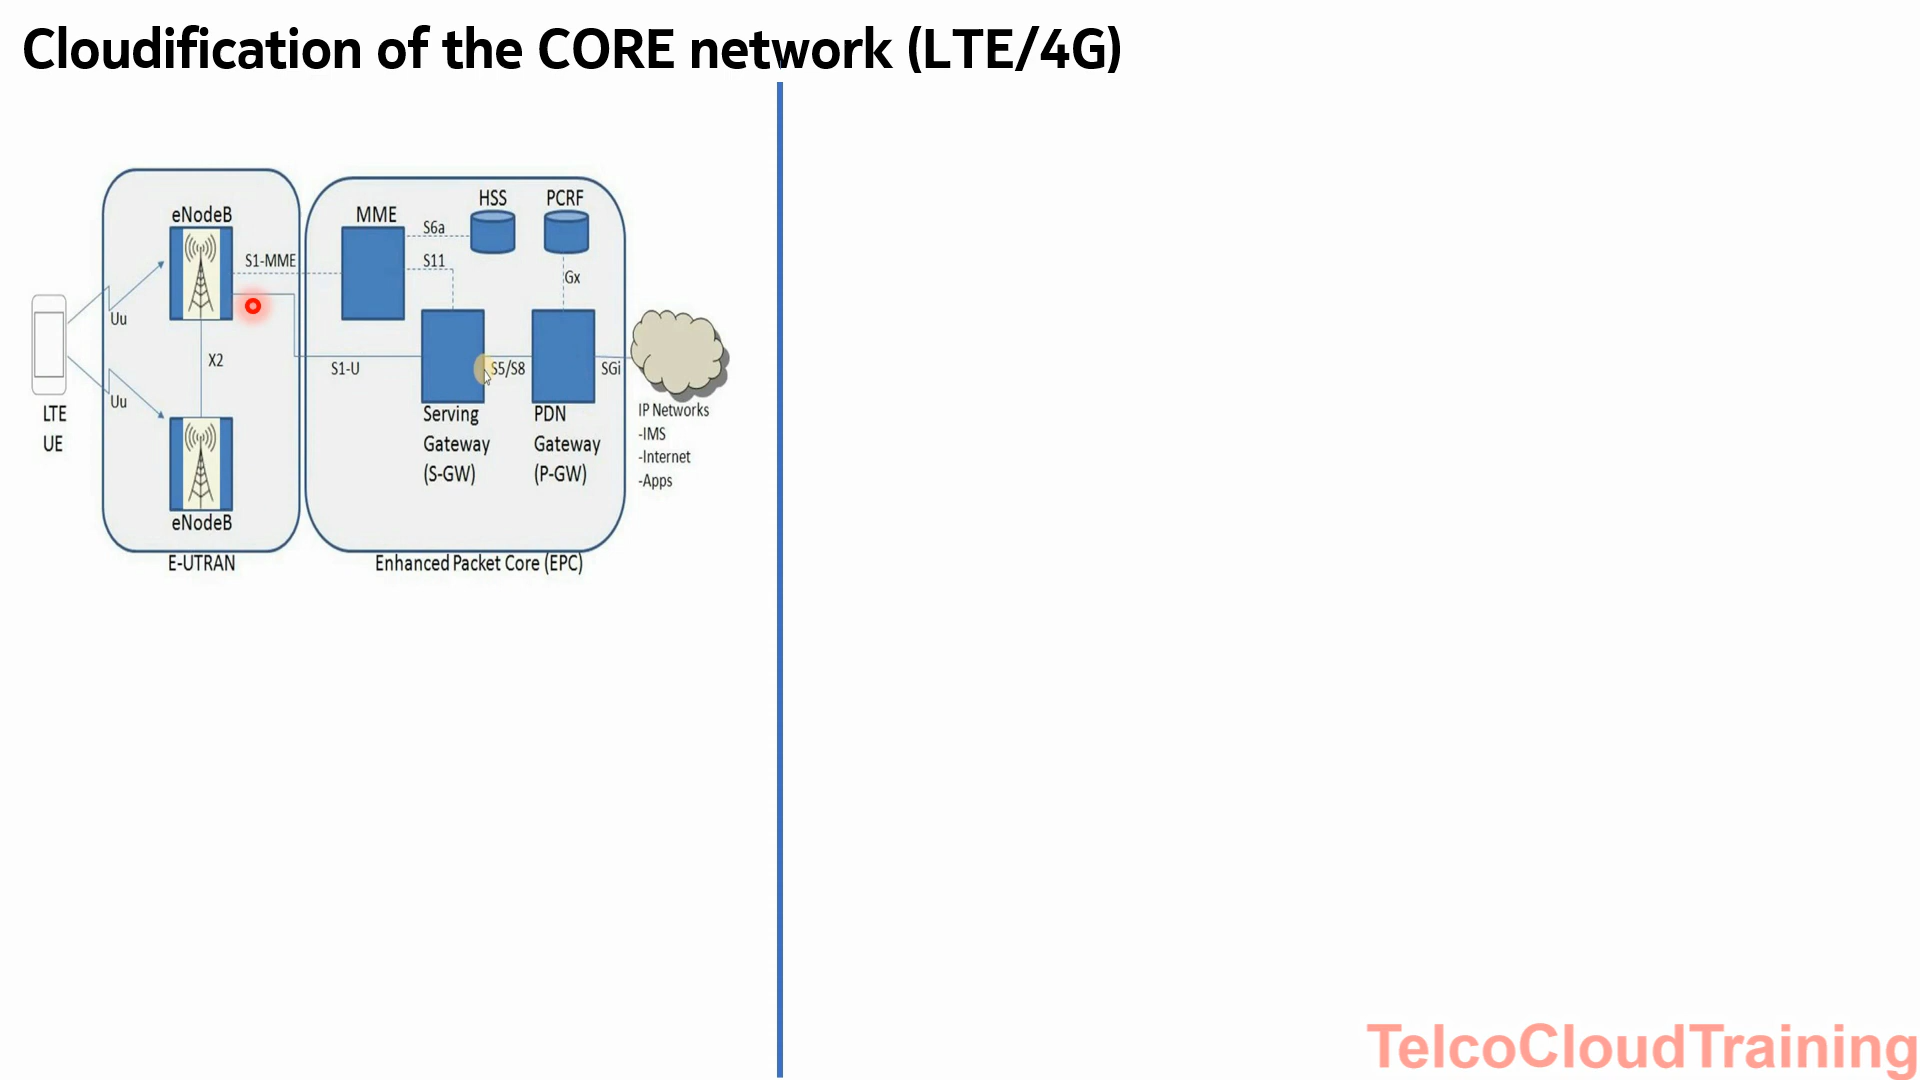 Cloudification of the CORE network (LTE/4G)
eNodeB
MME
HSS
PCRF
S6a
S1-MME
S11
Gx
Uu
X2
S1-U
S5/S8
SGi
Uu
LTE
UE
Serving
Gateway
(S-GW)
PDN
Gateway
(P-GW)
IP Networks
-IMS
-Internet
-Apps
eNodeB
E-UTRAN
Enhanced Packet Core (EPC)
TelcoCloudTraining